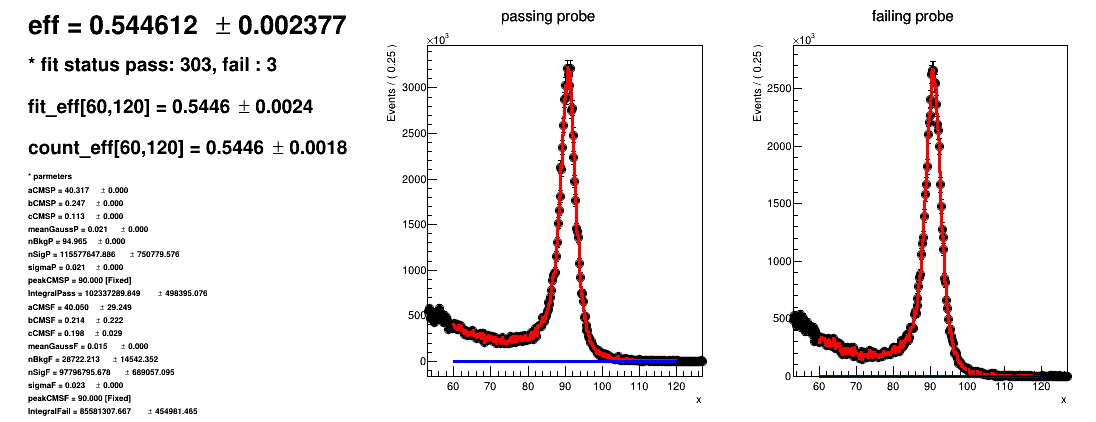 eff = 0.544612 ± 0.002377
* fit status pass: 303, fail : 3
fit_eff[60,120] = 0.5446 ± 0.0024
count_eff[60,120] = 0.5446 ± 0.0018
* parmeters
aCMSP = 40.317 ± 0.000
bCMSP = 0.247 ± 0.000
cCMSP = 0.113 ± 0.000
meanGaussP = 0.021 ± 0.000
nBkgP = 94.965 ± 0.000
nSigP = 115577647.886 ± 750779.576
sigmaP = 0.021 ± 0.000
peakCMSP = 90.000 [Fixed]
IntegralPass = 102337289.849 ± 498395.076
aCMSF = 40.050 ± 29.249
bCMSF = 0.214 ± 0.222
cCMSF = 0.198 ± 0.029
meanGaussF = 0.015 ± 0.000
nBkgF = 28722.213 ± 14542.352
nSigF = 97796795.678 ± 689057.095
sigmaF = 0.023 ± 0.000
peakCMSF = 90.000 [Fixed]
IntegralFail = 85581307.667 ± 454981.465
passing probe
×10³
Events / ( 0.25 )
3000
2500
2000
1500
1000
500
0
60 70 80 90 100 110 120
x
failing probe
×10³
Events / ( 0.25 )
2500
2000
1500
1000
500
0
60 70 80 90 100 110 120
x